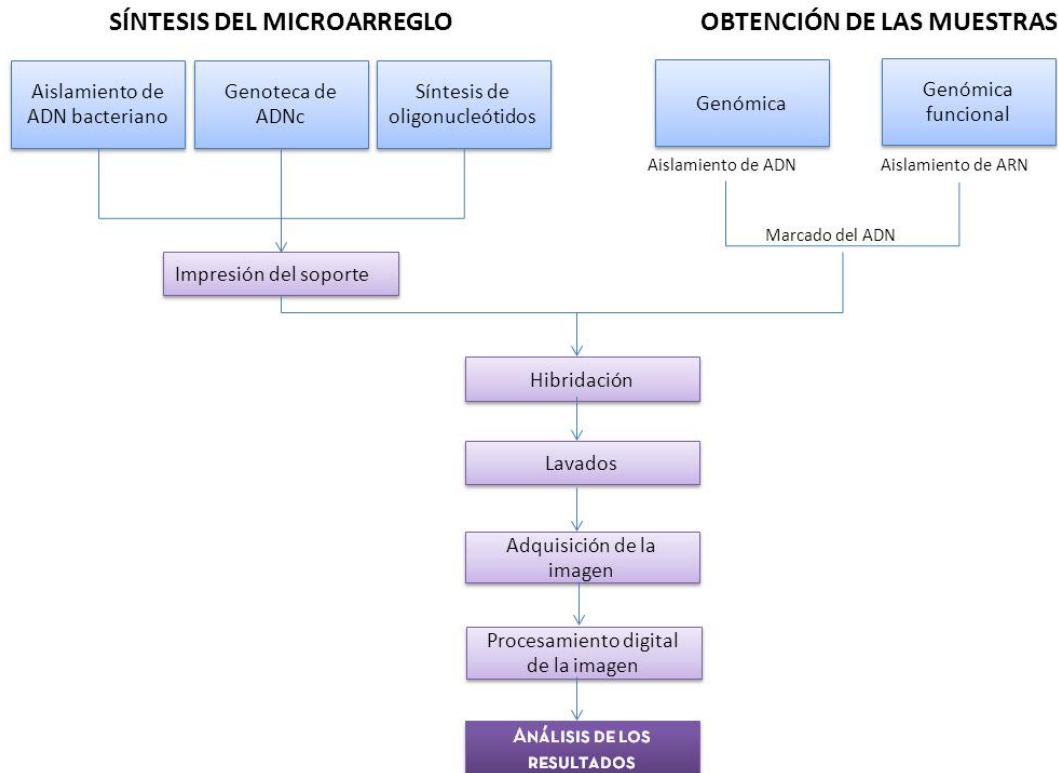 SÍNTESIS DEL MICROARREGLO
OBTENCIÓN DE LAS MUESTRAS
Aislamiento de
ADN bacteriano
Genoteca de
ADNc
Síntesis de
oligonucleótidos
Genómica
Genómica
funcional
Aislamiento de ADN
Aislamiento de ARN
Marcado del ADN
Impresión del soporte
Hibridación
Lavados
Adquisición de la
imagen
Procesamiento digital
de la imagen
ANÁLISIS DE LOS
RESULTADOS